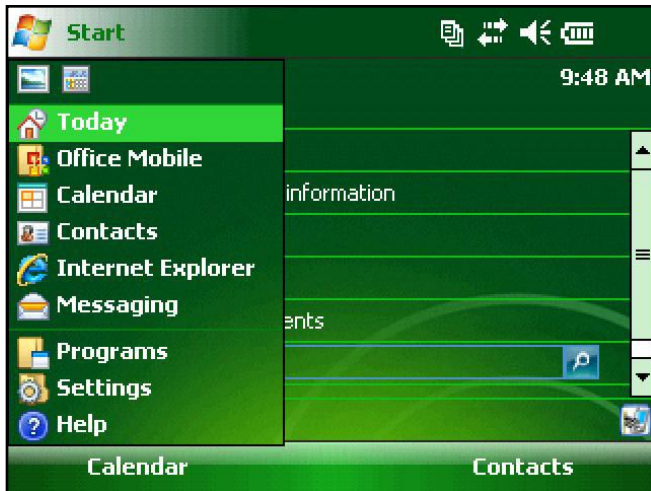 Start
9:48 AM
Today
Office Mobile
Calendar
information
Contacts
Internet Explorer
Messaging
ents
Programs
Settings
Help
Calendar Contacts